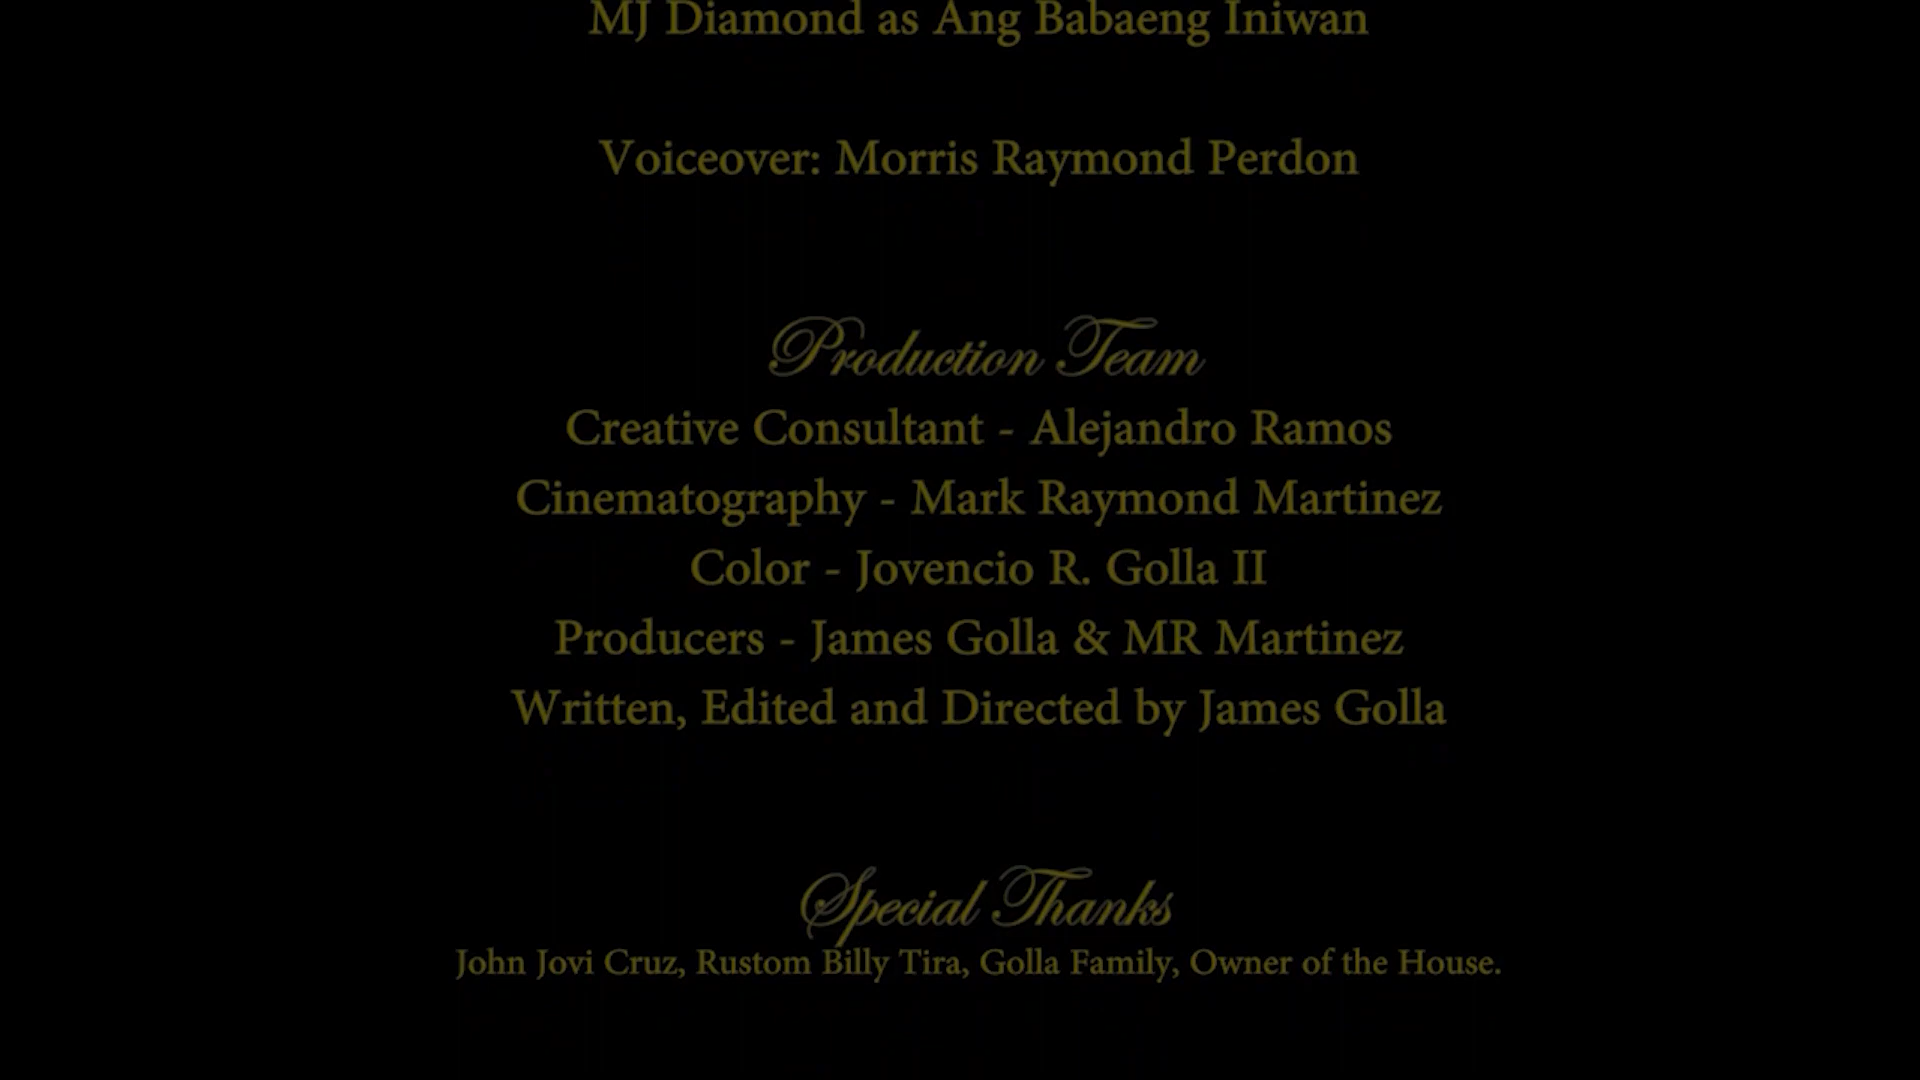 MJ Diamond as Ang Babaeng Iniwan
Voiceover: Morris Raymond Perdon
Production Team
Creative Consultant - Alejandro Ramos
Cinematography - Mark Raymond Martinez
Color - Jovencio R. Golla II
Producers - James Golla & MR Martinez
Written, Edited and Directed by James Golla
Special Thanks
John Jovi Cruz, Rustom Billy Tira, Golla Family, Owner of the House.